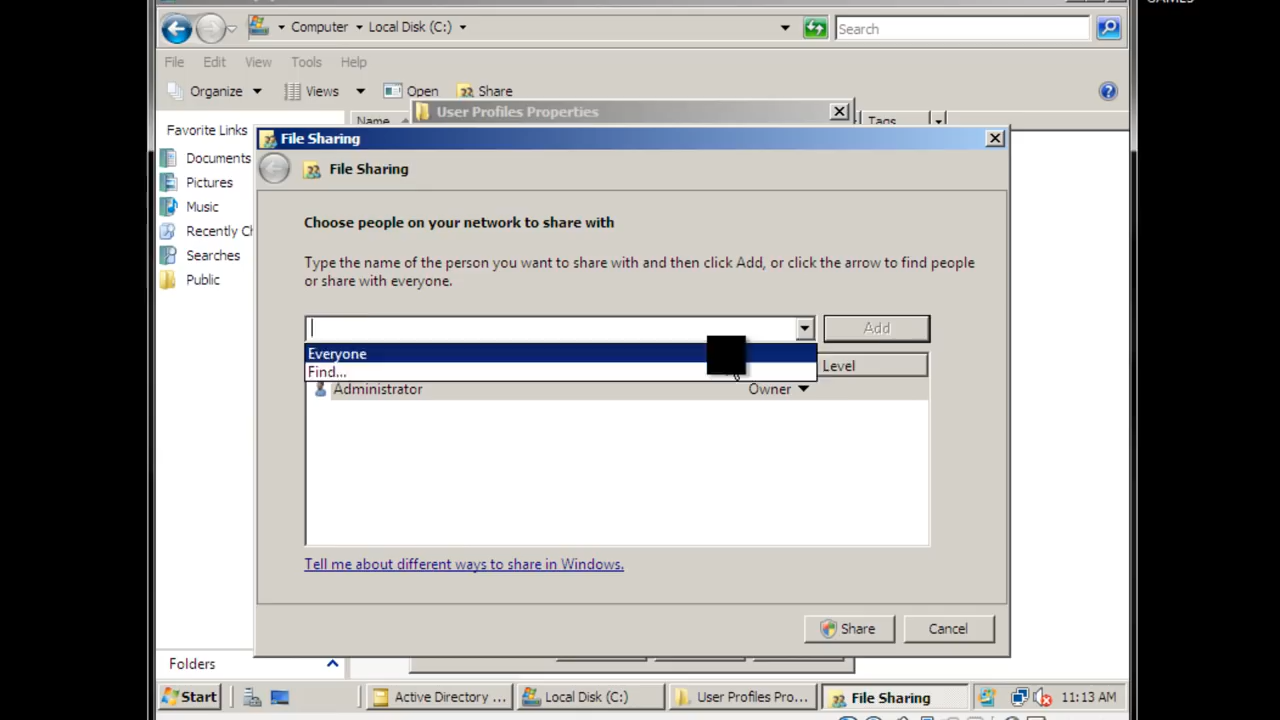 GAMES
Computer Local Disk (C:)
Search
File Edit View Tools Help
Organize Views Open Share
Name Tags
User Profiles Properties
Favorite Links
Documents
Pictures
Music
Recently Ch
Searches
Public
File Sharing
File Sharing
Choose people on your network to share with
Type the name of the person you want to share with and then click Add, or click the arrow to find people
or share with everyone.
Add
Everyone
Find...
Level
Administrator Owner
Tell me about different ways to share in Windows.
Share Cancel
Folders
Start Active Directory ... Local Disk (C:) User Profiles Pro... File Sharing 11:13 AM